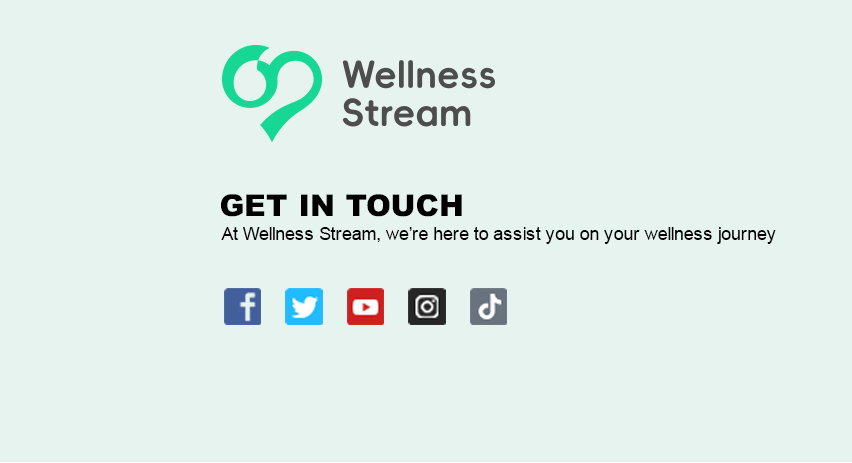 Wellness
Stream
GET IN TOUCH
At Wellness Stream, we’re here to assist you on your wellness journey